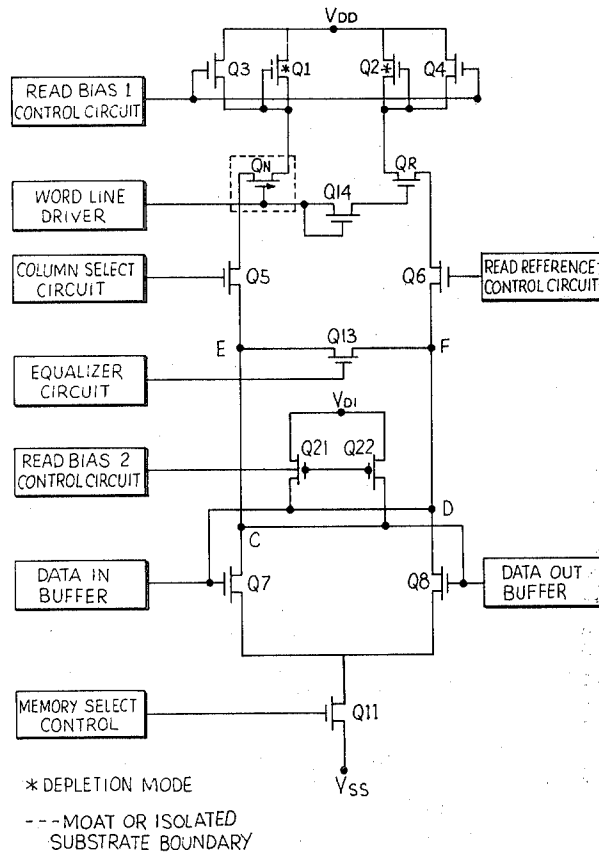 VDD
Q3
*Q1
Q2*
Q4
READ BIAS 1
CONTROL CIRCUIT
QN
QR
WORD LINE
DRIVER
Q14
COLUMN SELECT
CIRCUIT
Q5
Q6
READ REFERENCE
CONTROL CIRCUIT
Q13
E
F
EQUALIZER
CIRCUIT
VDI
Q21
Q22
READ BIAS 2
CONTROL CIRCUIT
D
C
DATA IN
BUFFER
Q7
Q8
DATA OUT
BUFFER
MEMORY SELECT
CONTROL
Q11
VSS
* DEPLETION MODE
--- MOAT OR ISOLATED
SUBSTRATE BOUNDARY